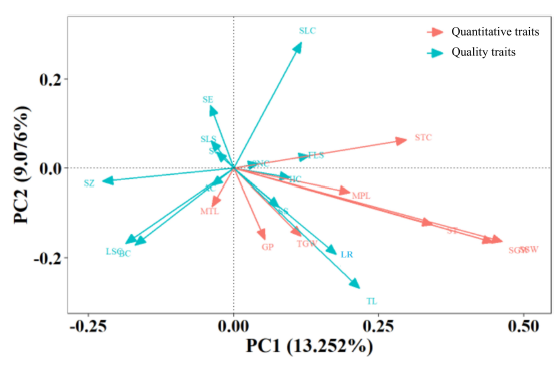 SLC
Quantitative traits
Quality traits
0.2
SE
SLS
STC
FLS
0.0
SZ
MPL
MTL
LSC
BC
GP
TGW
LR
-0.2
TL
-0.25
0.00
0.25
0.50
PC1 (13.252%)
PC2 (9.076%)